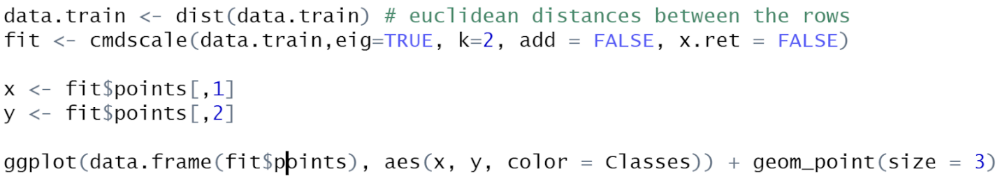 data.train <- dist(data.train) # euclidean distances between the rows
fit <- cmdscale(data.train,eig=TRUE, k=2, add = FALSE, x.ret = FALSE)
x <- fit$points[,1]
y <- fit$points[,2]
ggplot(data.frame(fit$points), aes(x, y, color = Classes)) + geom_point(size = 3)